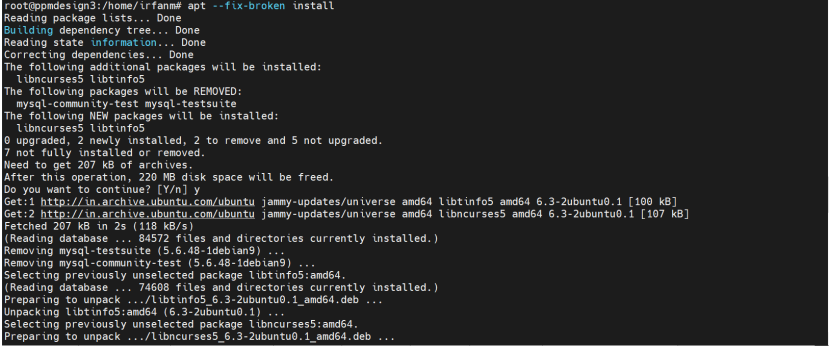 root@ppmdesign3:/home/irfanm# apt --fix-broken install
Reading package lists... Done
Building dependency tree... Done
Reading state information... Done
Correcting dependencies... Done
The following additional packages will be installed:
  libncurses5 libtinfo5
The following packages will be REMOVED:
  mysql-community-test mysql-testsuite
The following NEW packages will be installed:
  libncurses5 libtinfo5
0 upgraded, 2 newly installed, 2 to remove and 5 not upgraded.
7 not fully installed or removed.
Need to get 207 kB of archives.
After this operation, 220 MB disk space will be freed.
Do you want to continue? [Y/n] y
Get:1 http://in.archive.ubuntu.com/ubuntu jammy-updates/universe amd64 libtinfo5 amd64 6.3-2ubuntu0.1 [100 kB]
Get:2 http://in.archive.ubuntu.com/ubuntu jammy-updates/universe amd64 libncurses5 amd64 6.3-2ubuntu0.1 [107 kB]
Fetched 207 kB in 2s (118 kB/s)
(Reading database ... 84572 files and directories currently installed.)
Removing mysql-testsuite (5.6.48-1debian9) ...
Removing mysql-community-test (5.6.48-1debian9) ...
Selecting previously unselected package libtinfo5:amd64.
(Reading database ... 74608 files and directories currently installed.)
Preparing to unpack .../libtinfo5_6.3-2ubuntu0.1_amd64.deb ...
Unpacking libtinfo5:amd64 (6.3-2ubuntu0.1) ...
Selecting previously unselected package libncurses5:amd64.
Preparing to unpack .../libncurses5_6.3-2ubuntu0.1_amd64.deb ...